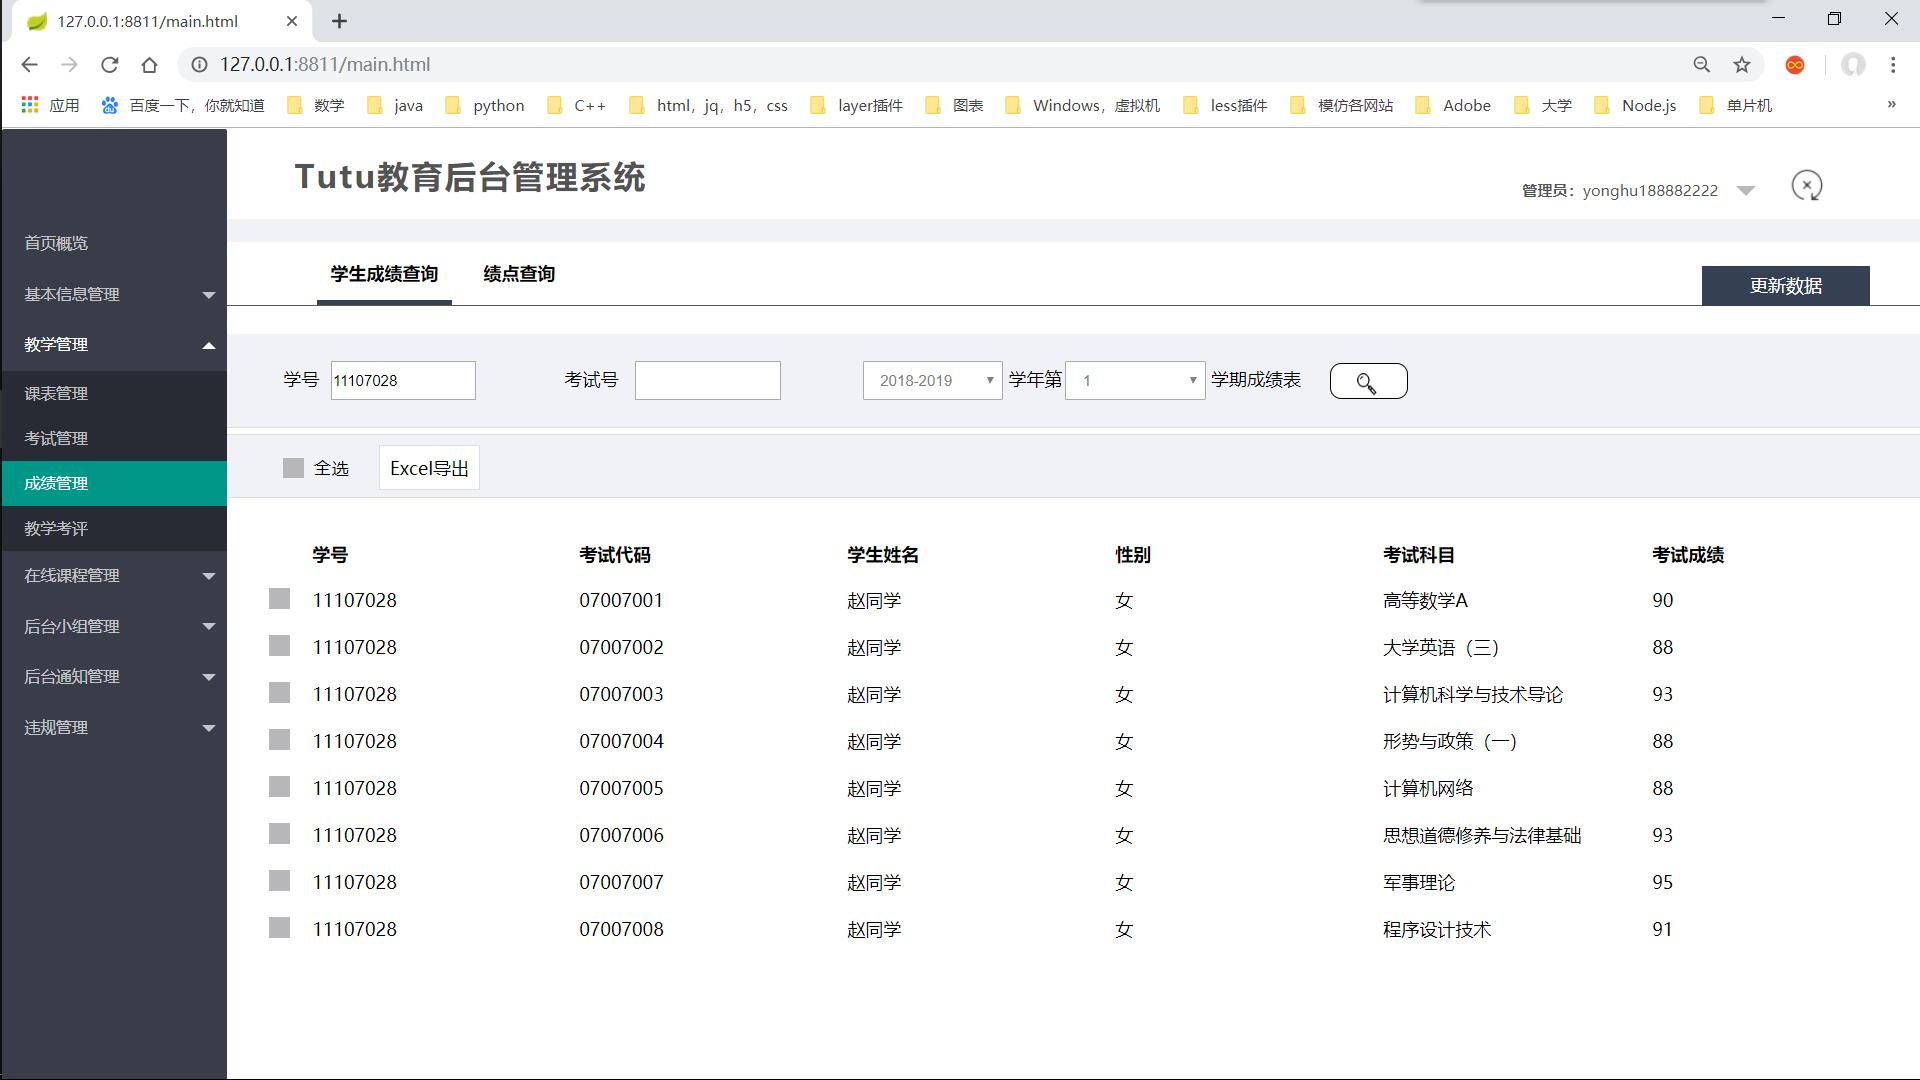 127.0.0.1:8811/main.html
127.0.0.1:8811/main.html
应用 百度一下，你就知道 数学 java python C++ html，jq，h5，css layer插件 图表 Windows，虚拟机 less插件 模仿各网站 Adobe 大学 Node.js 单片机 »
Tutu教育后台管理系统
管理员：yonghu188882222
首页概览
基本信息管理
教学管理
课表管理
考试管理
成绩管理
教学考评
在线课程管理
后台小组管理
后台通知管理
违规管理
学生成绩查询 绩点查询 更新数据
学号 11107028 考试号 2018-2019 学年第 1 学期成绩表
全选 Excel导出
学号 考试代码 学生姓名 性别 考试科目 考试成绩
11107028 07007001 赵同学 女 高等数学A 90
11107028 07007002 赵同学 女 大学英语（三） 88
11107028 07007003 赵同学 女 计算机科学与技术导论 93
11107028 07007004 赵同学 女 形势与政策（一） 88
11107028 07007005 赵同学 女 计算机网络 88
11107028 07007006 赵同学 女 思想道德修养与法律基础 93
11107028 07007007 赵同学 女 军事理论 95
11107028 07007008 赵同学 女 程序设计技术 91